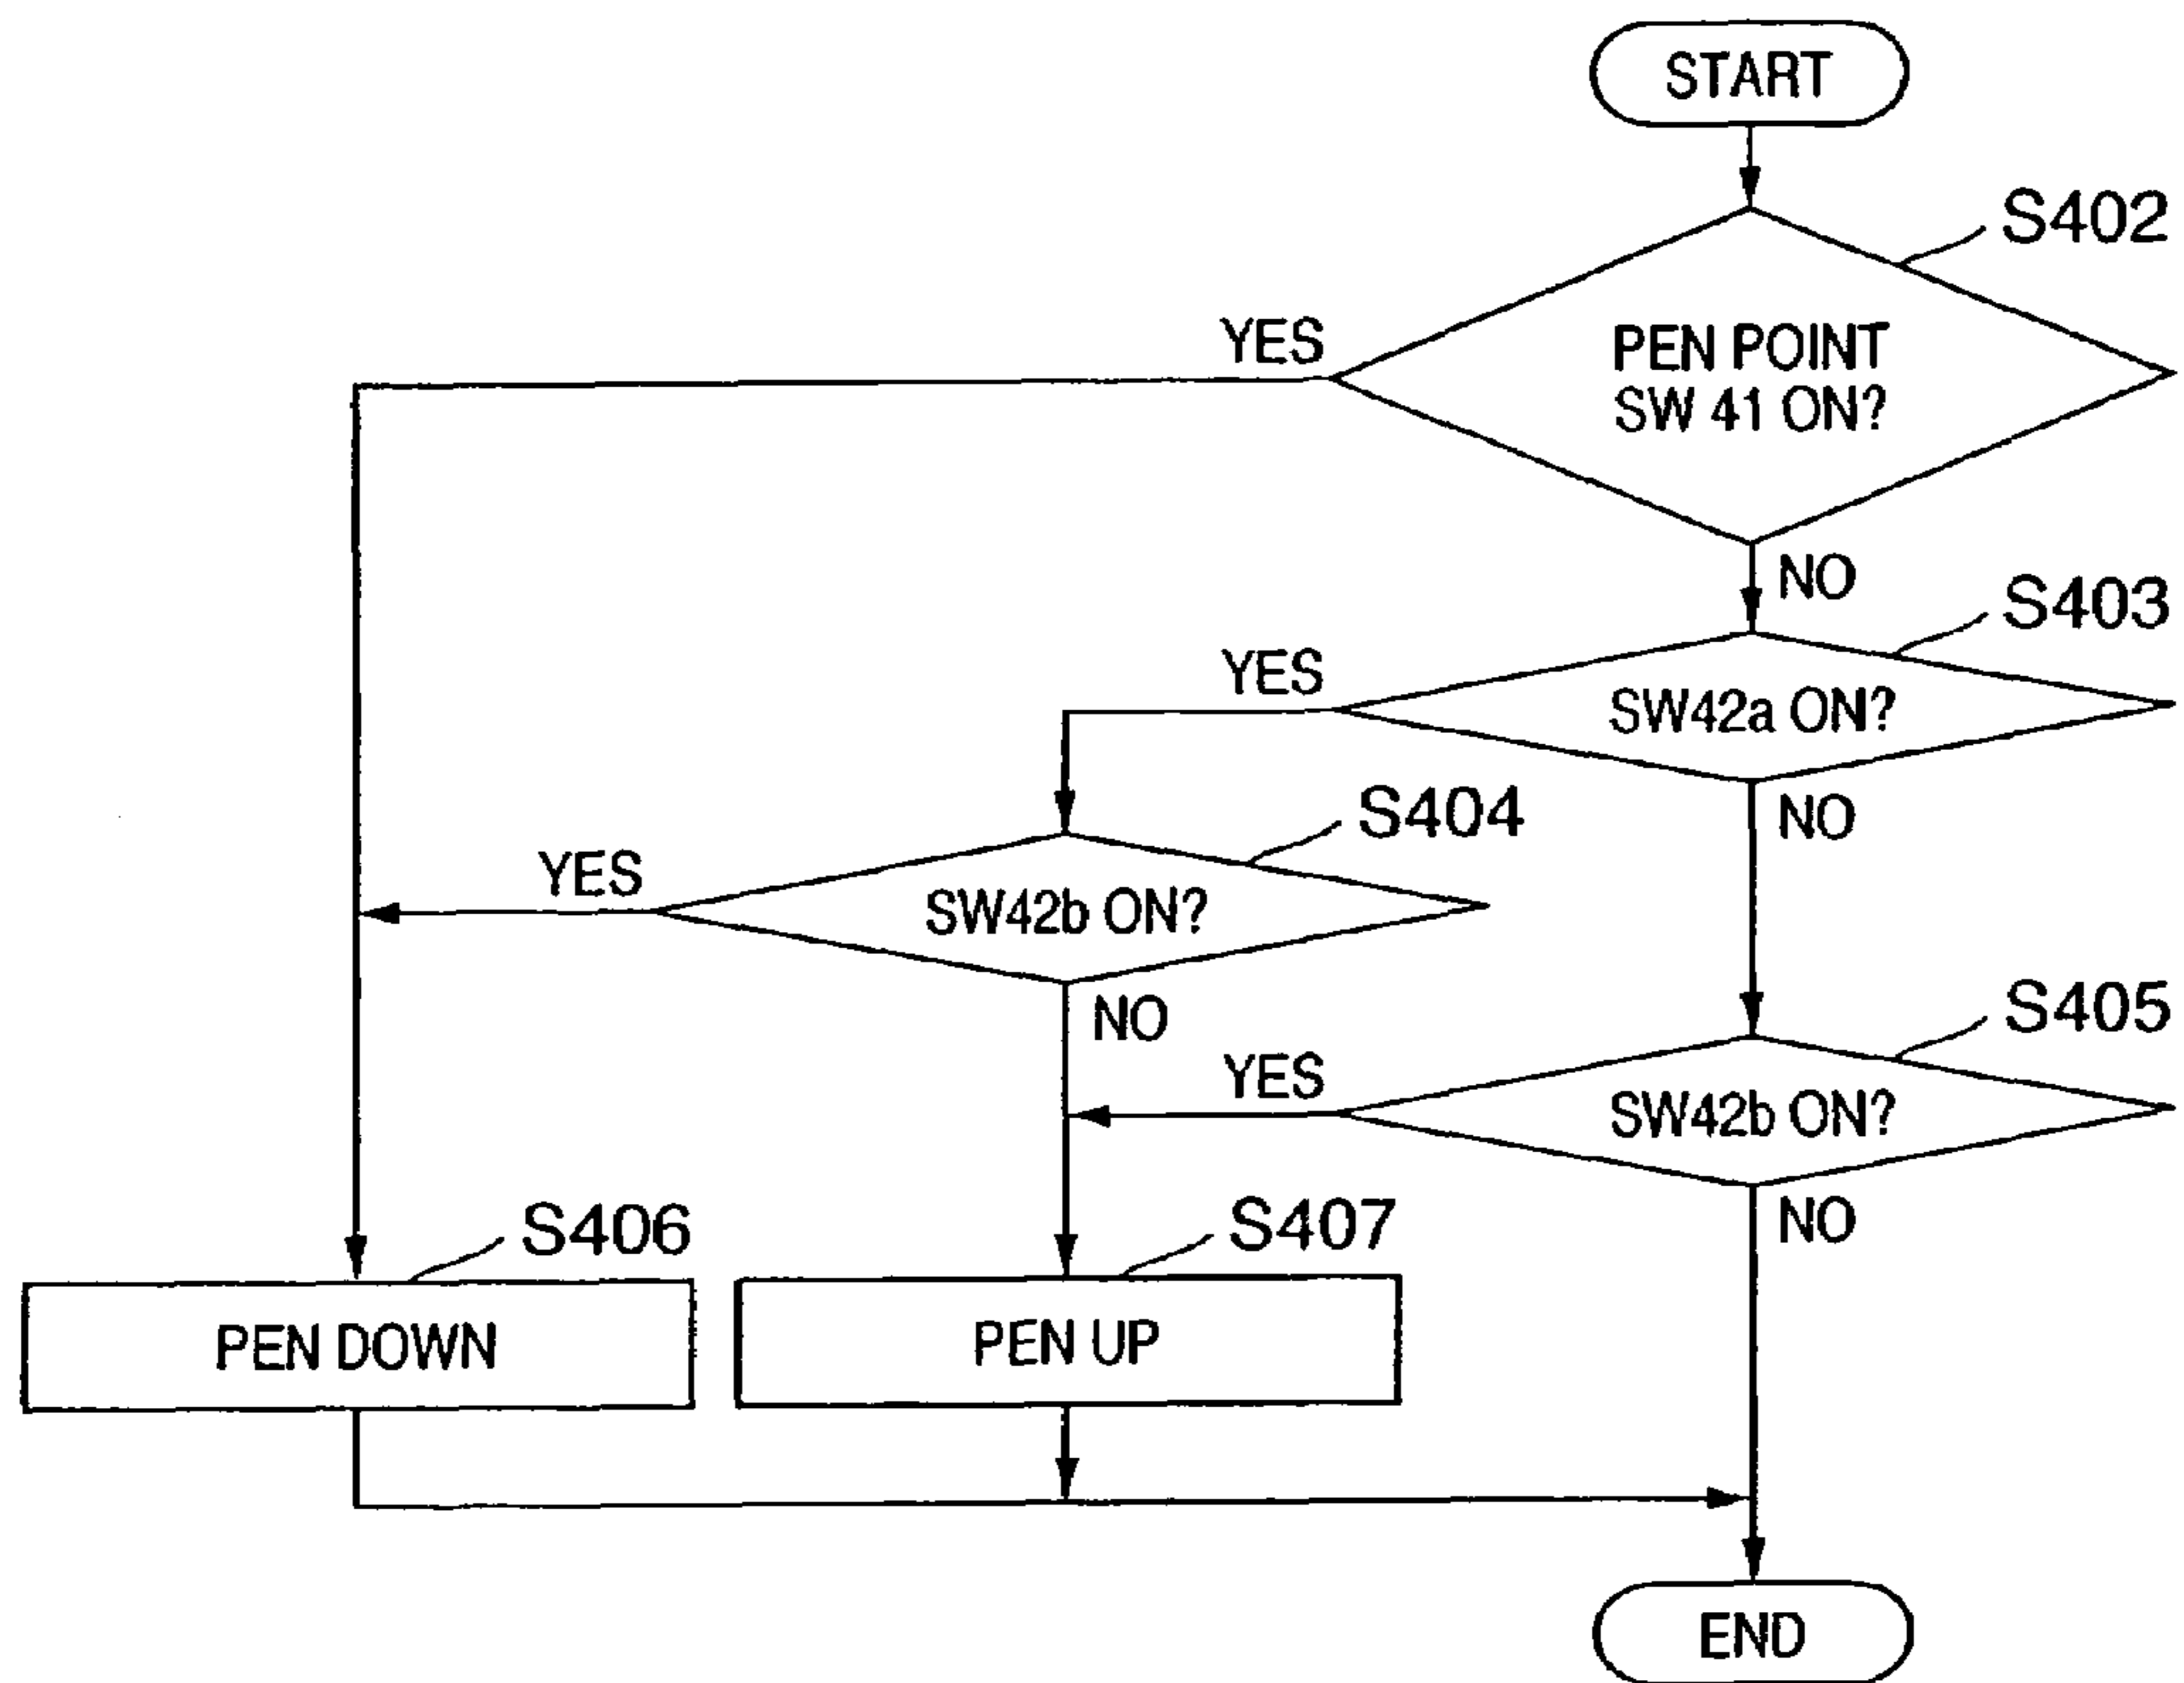 START
S402
YES
PEN POINT
SW 41 ON?
NO
S403
YES
SW42a ON?
NO
S404
YES
SW42b ON?
NO
S405
YES
SW42b ON?
NO
S406
S407
PEN DOWN
PEN UP
END